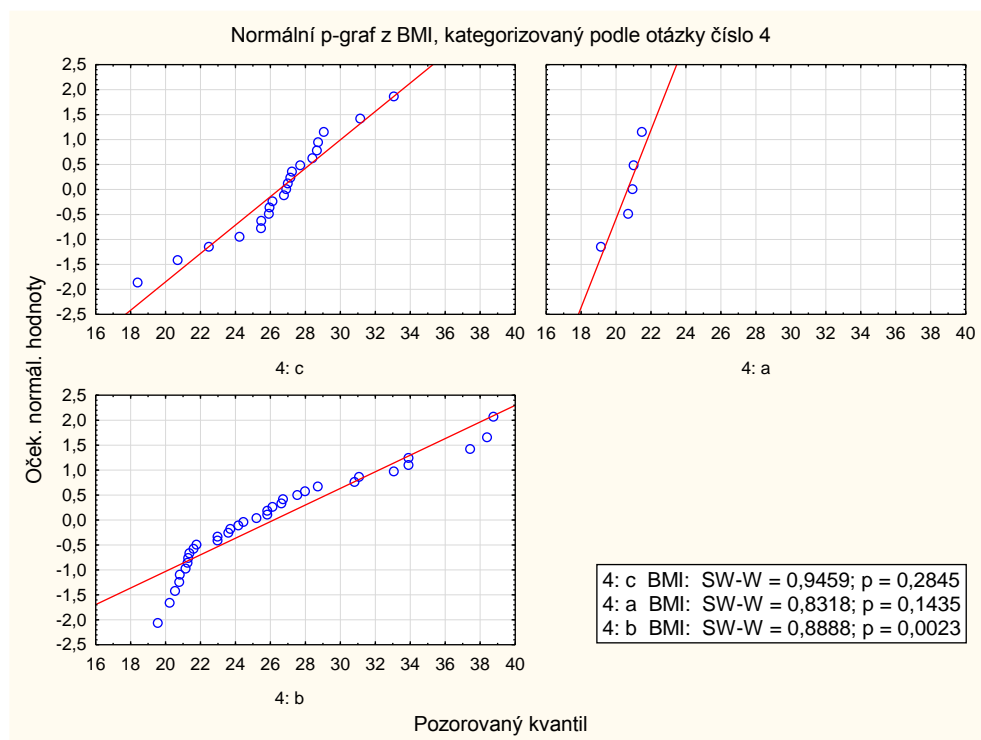 Normální p-graf z BMI, kategorizovaný podle otázky číslo 4
2,5
2,0
1,5
1,0
0,5
0,0
-0,5
-1,0
-1,5
-2,0
-2,5
16 18 20 22 24 26 28 30 32 34 36 38 40
4: c
16 18 20 22 24 26 28 30 32 34 36 38 40
4: a
Oček. normál. hodnoty
2,5
2,0
1,5
1,0
0,5
0,0
-0,5
-1,0
-1,5
-2,0
-2,5
16 18 20 22 24 26 28 30 32 34 36 38 40
4: b
Pozorovaný kvantil
4: c BMI: SW-W = 0,9459; p = 0,2845
4: a BMI: SW-W = 0,8318; p = 0,1435
4: b BMI: SW-W = 0,8888; p = 0,0023